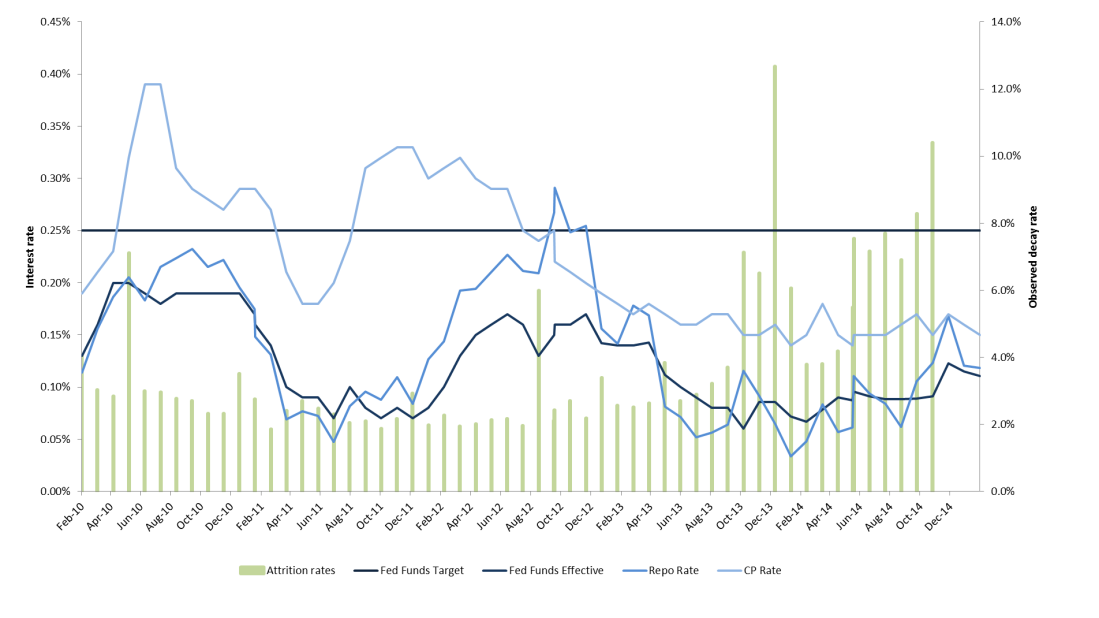 0.45%
0.40%
0.35%
0.30%
0.25%
0.20%
0.15%
0.10%
0.05%
0.00%
Interest rate
14.0%
12.0%
10.0%
8.0%
6.0%
4.0%
2.0%
0.0%
Observed decay rate
Feb-10
Apr-10
Jun-10
Aug-10
Oct-10
Dec-10
Feb-11
Apr-11
Jun-11
Aug-11
Oct-11
Dec-11
Feb-12
Apr-12
Jun-12
Aug-12
Oct-12
Dec-12
Feb-13
Apr-13
Jun-13
Aug-13
Oct-13
Dec-13
Feb-14
Apr-14
Jun-14
Aug-14
Oct-14
Dec-14
Attrition rates
Fed Funds Target
Fed Funds Effective
Repo Rate
CP Rate